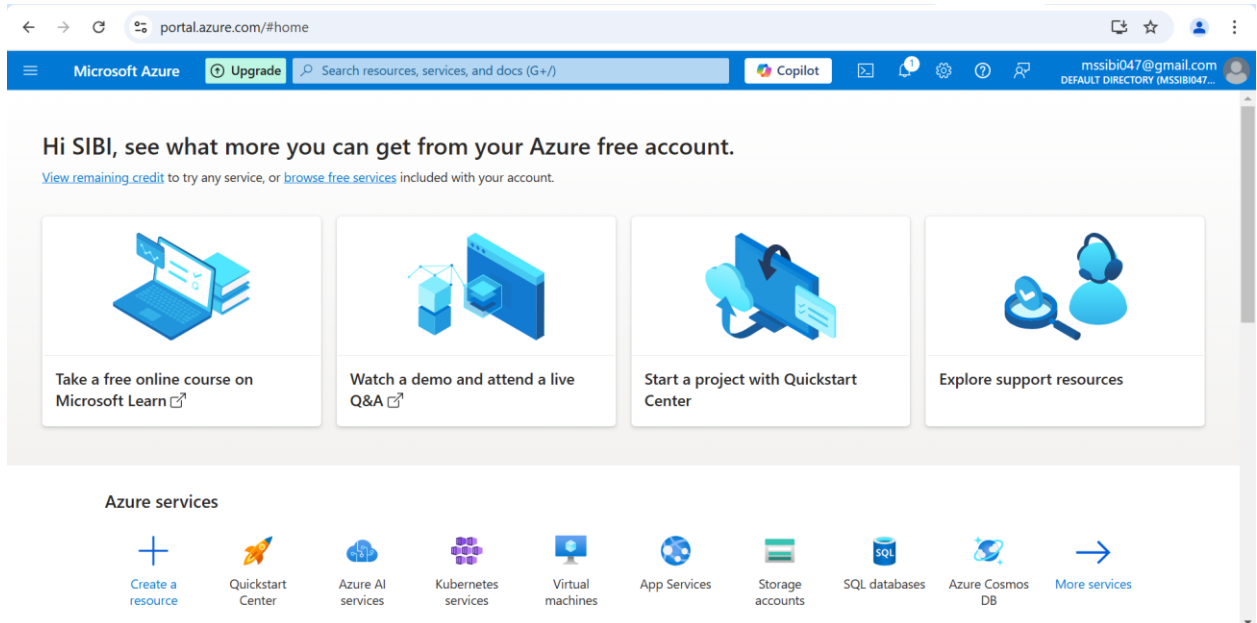 portal.azure.com/#home
Microsoft Azure
Upgrade
Search resources, services, and docs (G+/)
Copilot
1
mssibi047@gmail.com
DEFAULT DIRECTORY (MSSIBI047...
Hi SIBI, see what more you can get from your Azure free account.
View remaining credit to try any service, or browse free services included with your account.
Take a free online course on
Microsoft Learn
Watch a demo and attend a live
Q&A
Start a project with Quickstart
Center
Explore support resources
Azure services
Create a
resource
Quickstart
Center
Azure AI
services
Kubernetes
services
Virtual
machines
App Services
Storage
accounts
SQL
SQL databases
Azure Cosmos
DB
More services